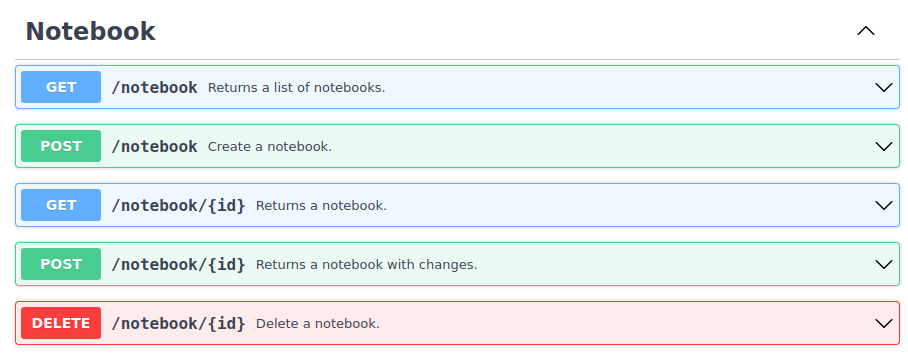 Notebook
GET /notebook Returns a list of notebooks.
POST /notebook Create a notebook.
GET /notebook/{id} Returns a notebook.
POST /notebook/{id} Returns a notebook with changes.
DELETE /notebook/{id} Delete a notebook.